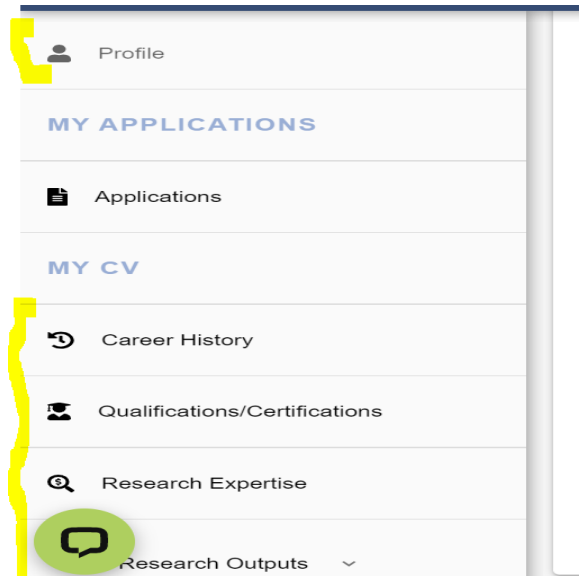 Profile
MY APPLICATIONS
Applications
MY CV
Career History
Qualifications/Certifications
Research Expertise
Research Outputs